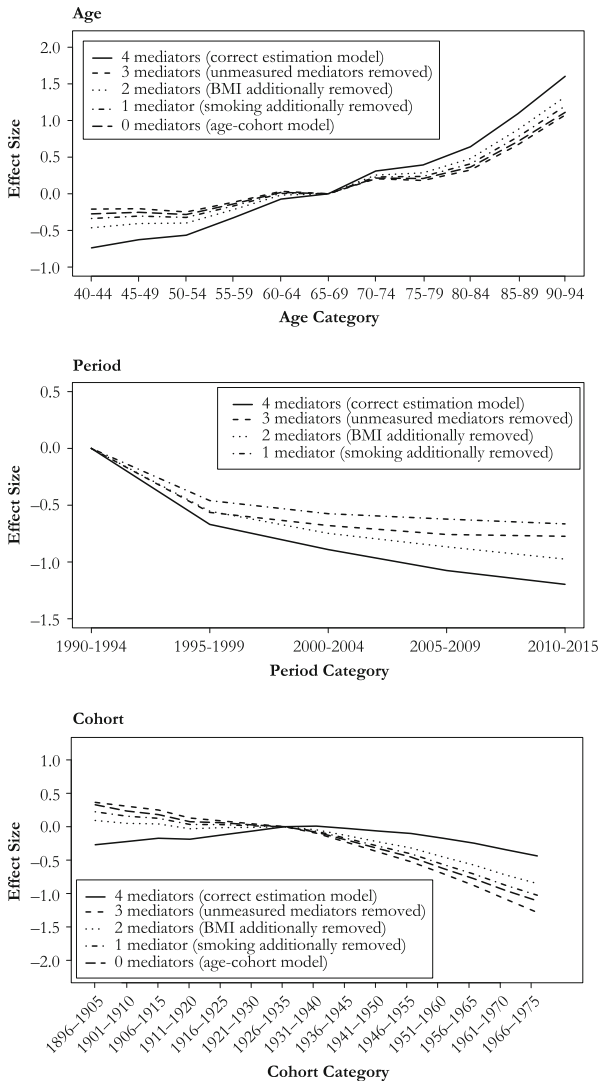 Age
Effect Size
2.0
1.5
1.0
0.5
0.0
−0.5
−1.0
4 mediators (correct estimation model)
3 mediators (unmeasured mediators removed)
2 mediators (BMI additionally removed)
1 mediator (smoking additionally removed)
0 mediators (age-cohort model)
40-44 45-49 50-54 55-59 60-64 65-69 70-74 75-79 80-84 85-89 90-94
Age Category
Period
Effect Size
0.5
0.0
−0.5
−1.0
−1.5
4 mediators (correct estimation model)
3 mediators (unmeasured mediators removed)
2 mediators (BMI additionally removed)
1 mediator (smoking additionally removed)
1990-1994 1995-1999 2000-2004 2005-2009 2010-2015
Period Category
Cohort
Effect Size
1.0
0.5
0.0
−0.5
−1.0
−1.5
−2.0
4 mediators (correct estimation model)
3 mediators (unmeasured mediators removed)
2 mediators (BMI additionally removed)
1 mediator (smoking additionally removed)
0 mediators (age-cohort model)
1896–1905 1901–1910 1906–1915 1911–1920 1916–1925 1921–1930 1926–1935 1931–1940 1936–1945 1941–1950 1946–1955 1951–1960 1956–1965 1961–1970 1966–1975
Cohort Category